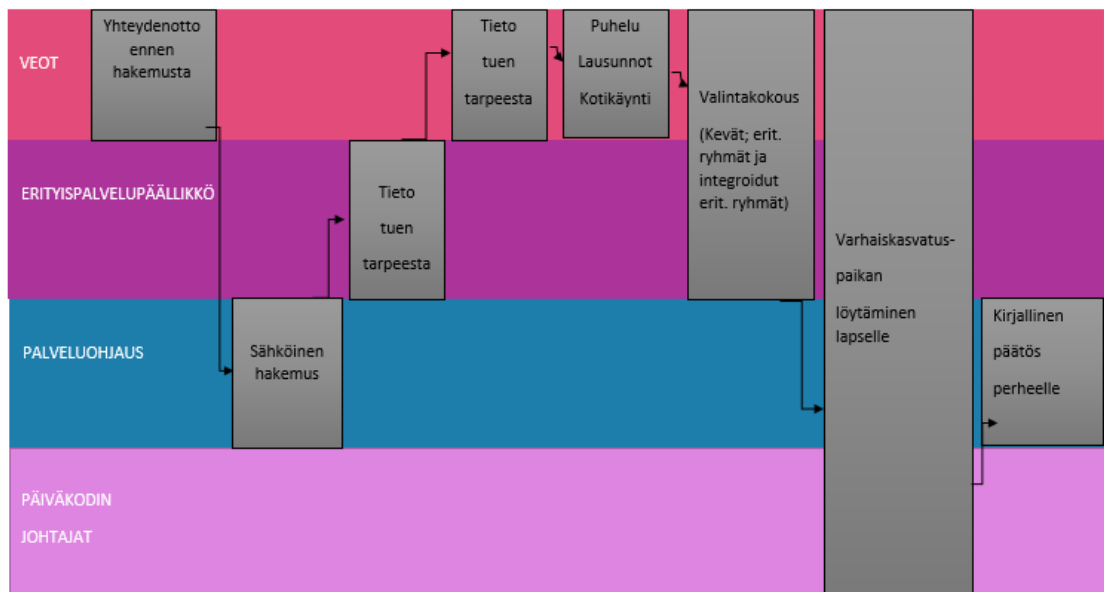 VEOT
Yhteydenotto
ennen
hakemusta
Tieto
tuen
tarpeesta
Puhelu
Lausunnot
Kotikäynti
Valintakokous
(Kevät; erit.
ryhmät ja
integroidut
erit. ryhmät)
ERITYISPALVELUPÄÄLLIKKÖ
Tieto
tuen
tarpeesta
Varhaiskasvatus-
paikan
löytäminen
lapselle
PALVELUOHJAUS
Sähköinen
hakemus
Kirjallinen
päätös
perheelle
PÄIVÄKODIN
JOHTAJAT